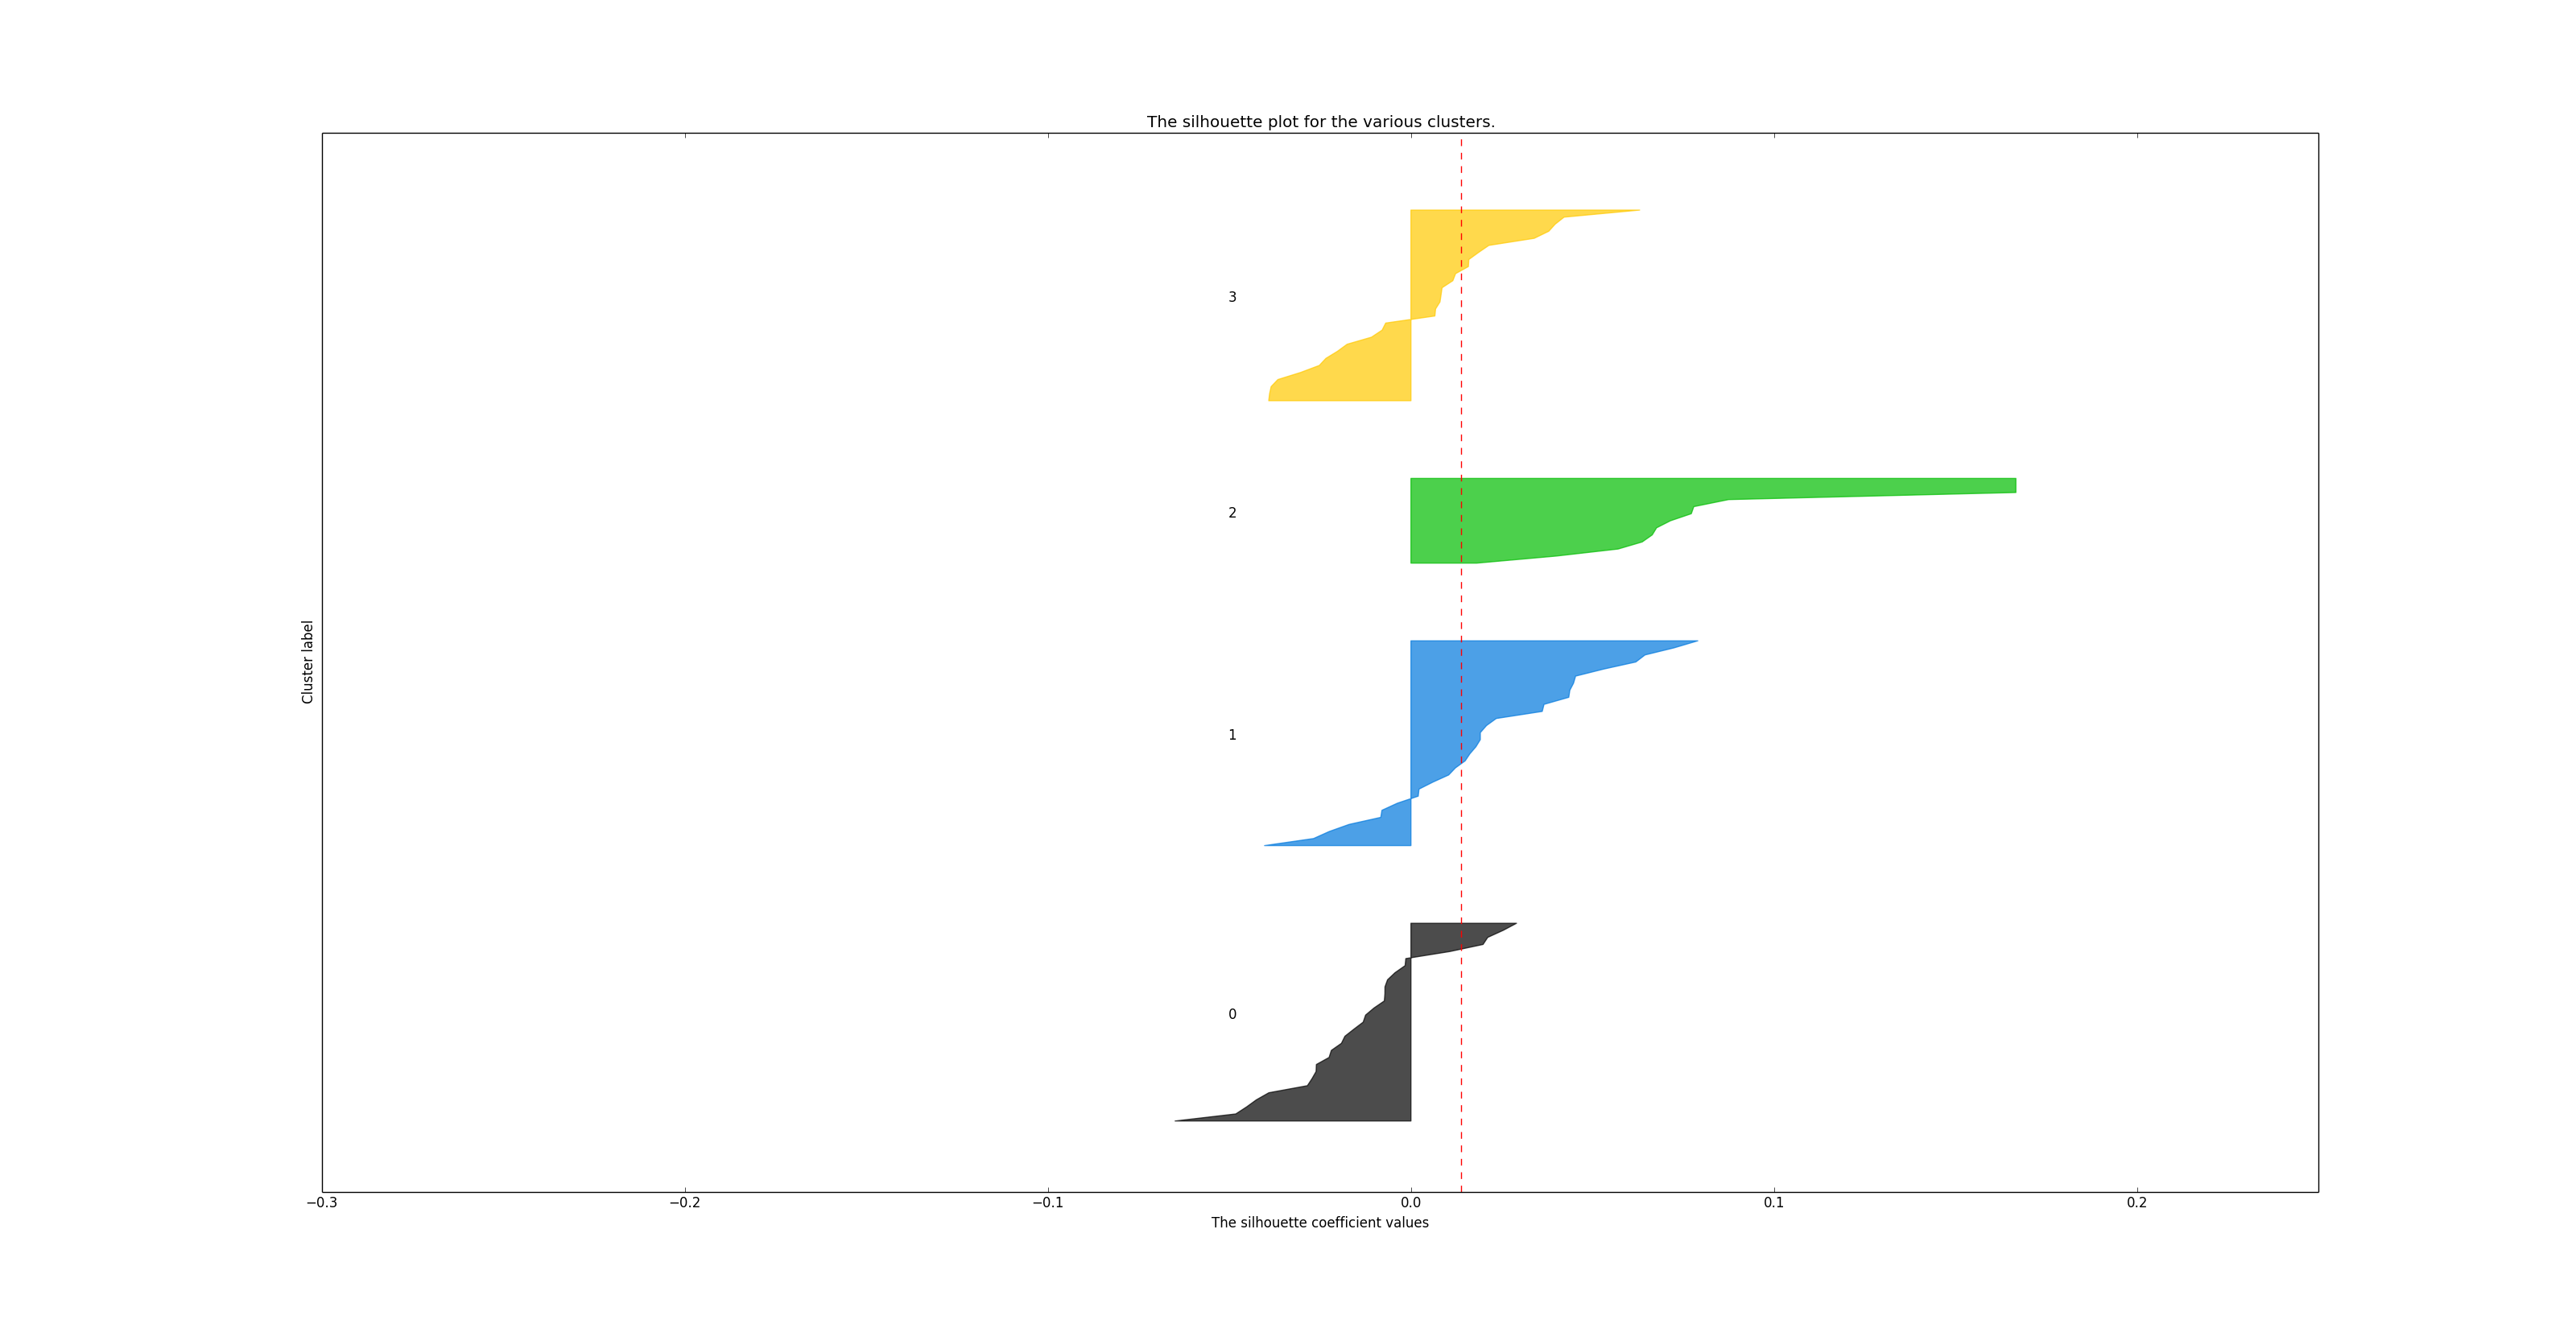 The silhouette plot for the various clusters.
3
2
Cluster label
1
0
−0.3 −0.2 −0.1 0.0 0.1 0.2
The silhouette coefficient values